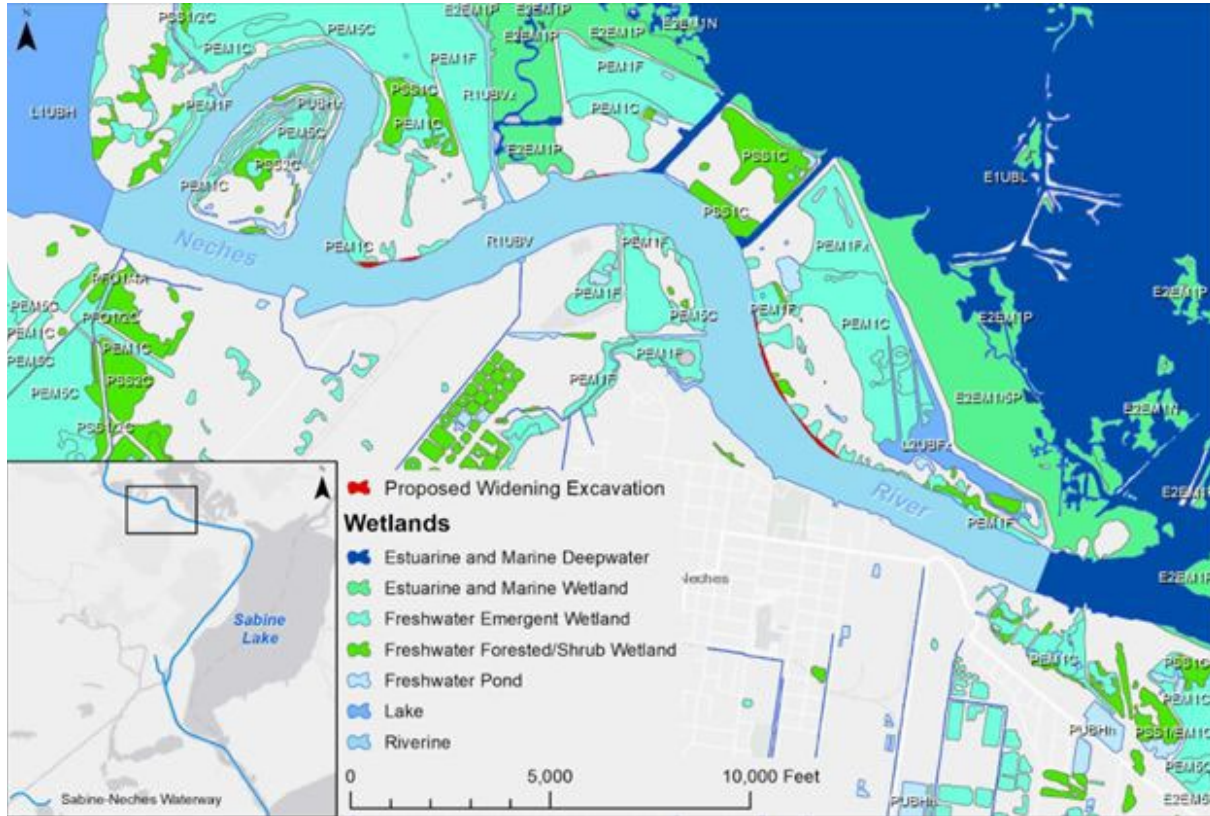 N
PSS1/2C
PEM5C
E2EM1P
E2EM1P
E2EM1P
E2EM1P
E2EM1N
PEM1C
E2EM1P
E2EM1P
PEM1F
PEM1F
L1UBH
PEM1F
PUBHx
PSS1C
R1UBVx
PEM1C
PEM5C
PEM1C
E2EM1P
PSS1C
PSS2C
E1UBL
PEM1C
PSS1C
Neches
PEM1C
R1UBV
PEM1F
PEM1Fx
PFO1/4A
PEM5C
PEM1F
E2EM1P
PFO1/2C
PEM5C
PEM1F
PEM1C
E2EM1P
PEM1C
PEM1C
PEM5C
PEM1F
PEM1F
PSS2C
PEM5C
E2EM1/5P
E2EM1N
PSS1/2C
L2UBFx
River
PEM1F
Proposed Widening Excavation
Wetlands
Estuarine and Marine Deepwater
Estuarine and Marine Wetland
Freshwater Emergent Wetland
Freshwater Forested/Shrub Wetland
Freshwater Pond
Lake
Riverine
0 5,000 10,000 Feet
Neches
Sabine
Lake
Sabine-Neches Waterway
PEM1C
PSS1C
PEM1C
PSS1/EM1C
PUBHh
PEM5C
PUBHh